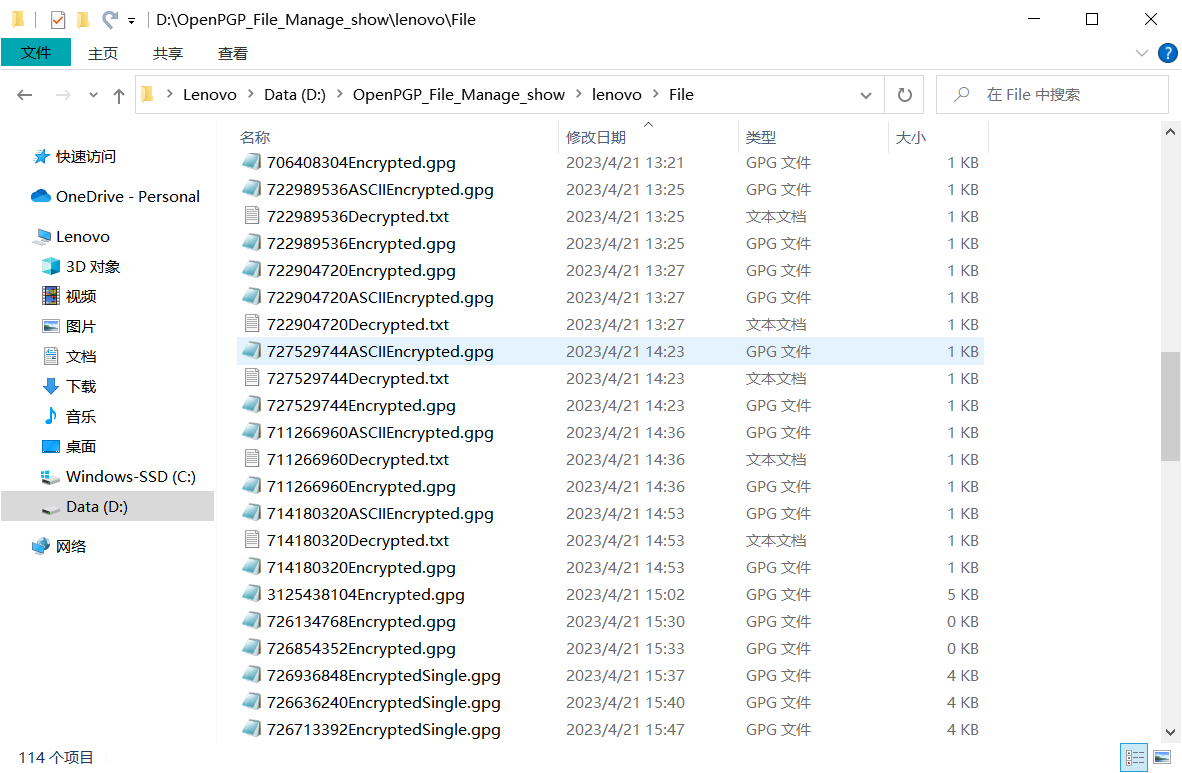 D:\OpenPGP_File_Manage_show\lenovo\File
文件 主页 共享 查看 ?
Lenovo Data (D:) OpenPGP_File_Manage_show lenovo File 在 File 中搜索
快速访问
OneDrive - Personal
Lenovo
3D 对象
视频
图片
文档
下载
音乐
桌面
Windows-SSD (C:)
Data (D:)
网络
名称 修改日期 类型 大小
706408304Encrypted.gpg 2023/4/21 13:21 GPG 文件 1 KB
722989536ASCIIEncrypted.gpg 2023/4/21 13:25 GPG 文件 1 KB
722989536Decrypted.txt 2023/4/21 13:25 文本文档 1 KB
722989536Encrypted.gpg 2023/4/21 13:25 GPG 文件 1 KB
722904720Encrypted.gpg 2023/4/21 13:27 GPG 文件 1 KB
722904720ASCIIEncrypted.gpg 2023/4/21 13:27 GPG 文件 1 KB
722904720Decrypted.txt 2023/4/21 13:27 文本文档 1 KB
727529744ASCIIEncrypted.gpg 2023/4/21 14:23 GPG 文件 1 KB
727529744Decrypted.txt 2023/4/21 14:23 文本文档 1 KB
727529744Encrypted.gpg 2023/4/21 14:23 GPG 文件 1 KB
711266960ASCIIEncrypted.gpg 2023/4/21 14:36 GPG 文件 1 KB
711266960Decrypted.txt 2023/4/21 14:36 文本文档 1 KB
711266960Encrypted.gpg 2023/4/21 14:36 GPG 文件 1 KB
714180320ASCIIEncrypted.gpg 2023/4/21 14:53 GPG 文件 1 KB
714180320Decrypted.txt 2023/4/21 14:53 文本文档 1 KB
714180320Encrypted.gpg 2023/4/21 14:53 GPG 文件 1 KB
3125438104Encrypted.gpg 2023/4/21 15:02 GPG 文件 5 KB
726134768Encrypted.gpg 2023/4/21 15:30 GPG 文件 0 KB
726854352Encrypted.gpg 2023/4/21 15:33 GPG 文件 0 KB
726936848EncryptedSingle.gpg 2023/4/21 15:37 GPG 文件 4 KB
726636240EncryptedSingle.gpg 2023/4/21 15:40 GPG 文件 4 KB
726713392EncryptedSingle.gpg 2023/4/21 15:47 GPG 文件 4 KB
114 个项目